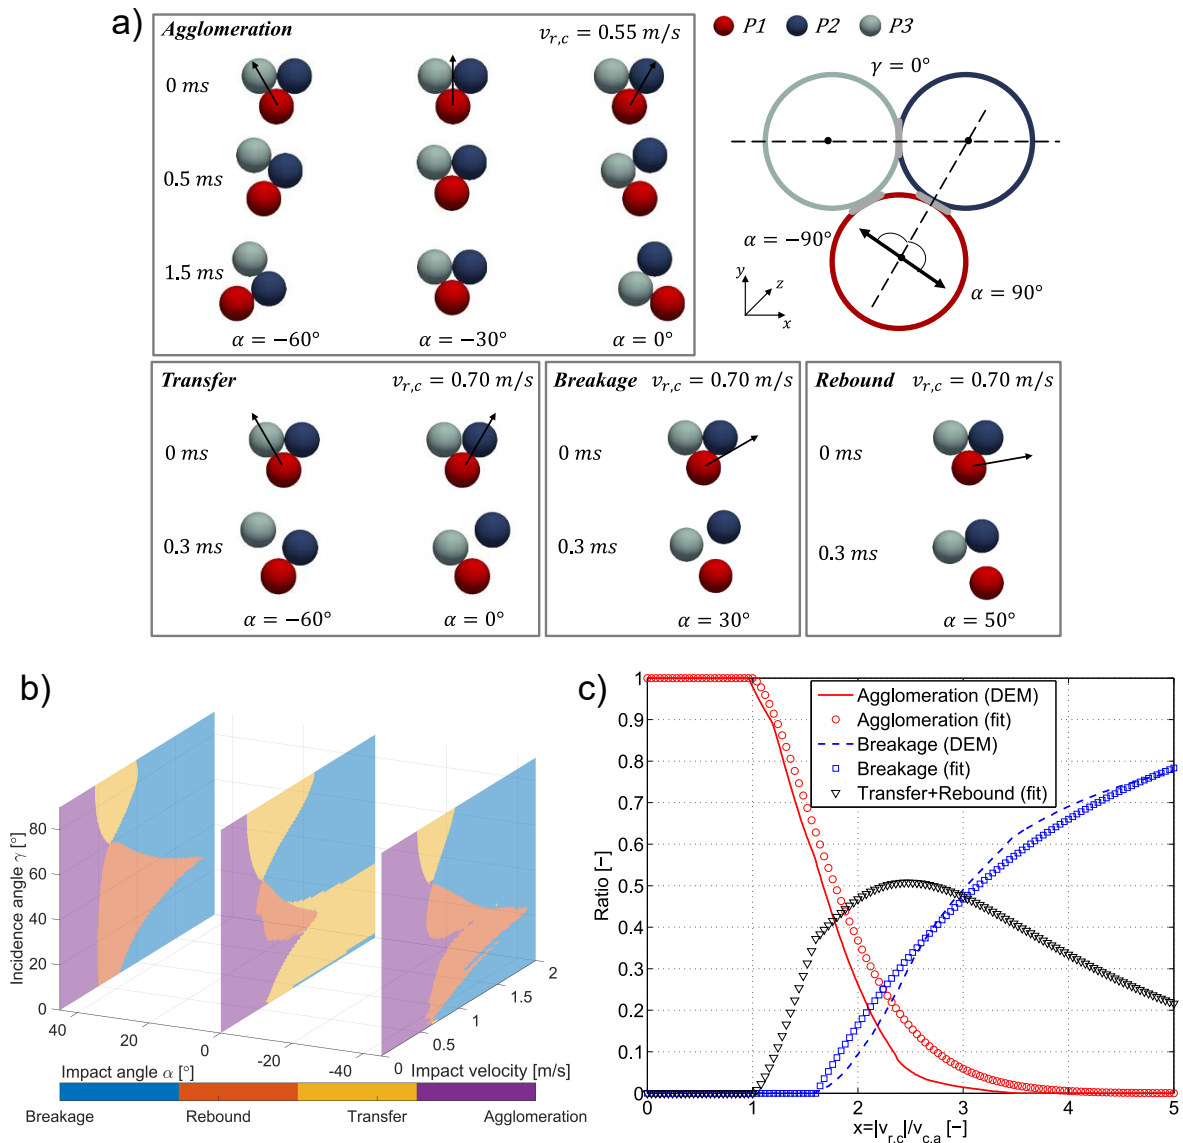 a)
Agglomeration
v_{r,c} = 0.55 m/s
0 ms
0.5 ms
1.5 ms
α = −60°
α = −30°
α = 0°
P1 P2 P3
γ = 0°
α = −90°
α = 90°
y
z
x
Transfer
v_{r,c} = 0.70 m/s
0 ms
0.3 ms
α = −60°
α = 0°
Breakage
v_{r,c} = 0.70 m/s
0 ms
0.3 ms
α = 30°
Rebound
v_{r,c} = 0.70 m/s
0 ms
0.3 ms
α = 50°
b)
Incidence angle γ [°]
80
60
40
20
0
40
20
0
-20
-40
0
0.5
1
1.5
2
Impact angle α [°]
Impact velocity [m/s]
Breakage
Rebound
Transfer
Agglomeration
c)
Ratio [−]
1
0.9
0.8
0.7
0.6
0.5
0.4
0.3
0.2
0.1
0
Agglomeration (DEM)
Agglomeration (fit)
Breakage (DEM)
Breakage (fit)
Transfer+Rebound (fit)
0 1 2 3 4 5
x=|v_{r,c}|/v_{c,a} [−]